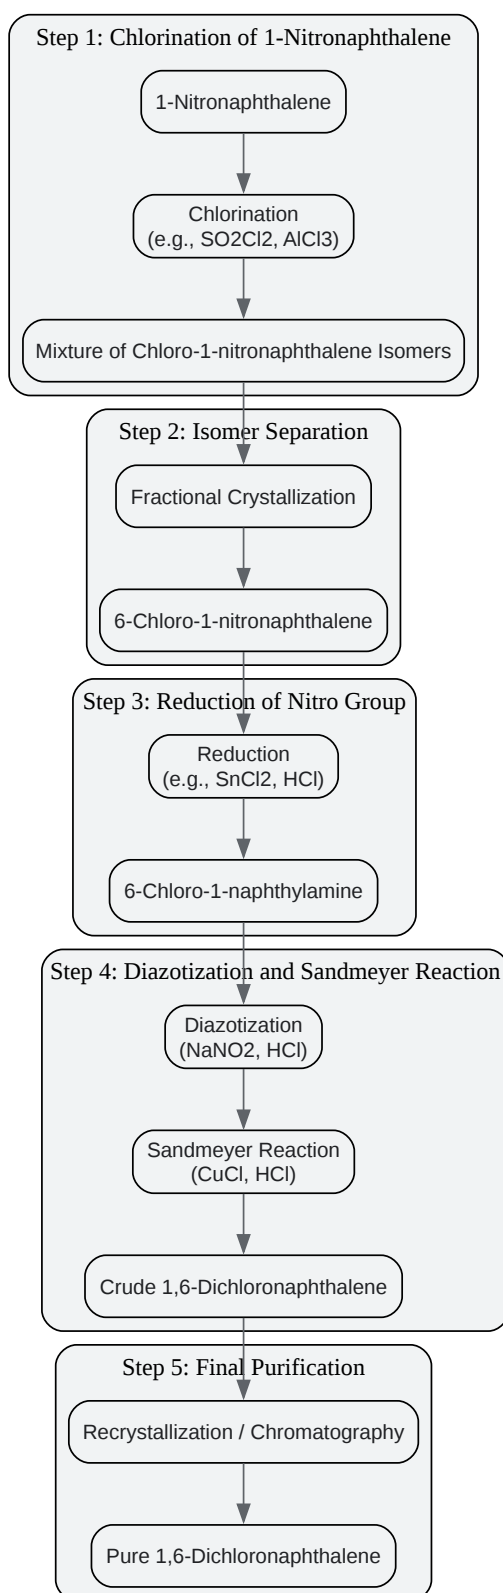 Step 1: Chlorination of 1-Nitronaphthalene
1-Nitronaphthalene
Chlorination
(e.g., SO2Cl2, AlCl3)
Mixture of Chloro-1-nitronaphthalene Isomers
Step 2: Isomer Separation
Fractional Crystallization
6-Chloro-1-nitronaphthalene
Step 3: Reduction of Nitro Group
Reduction
(e.g., SnCl2, HCl)
6-Chloro-1-naphthylamine
Step 4: Diazotization and Sandmeyer Reaction
Diazotization
(NaNO2, HCl)
Sandmeyer Reaction
(CuCl, HCl)
Crude 1,6-Dichloronaphthalene
Step 5: Final Purification
Recrystallization / Chromatography
Pure 1,6-Dichloronaphthalene